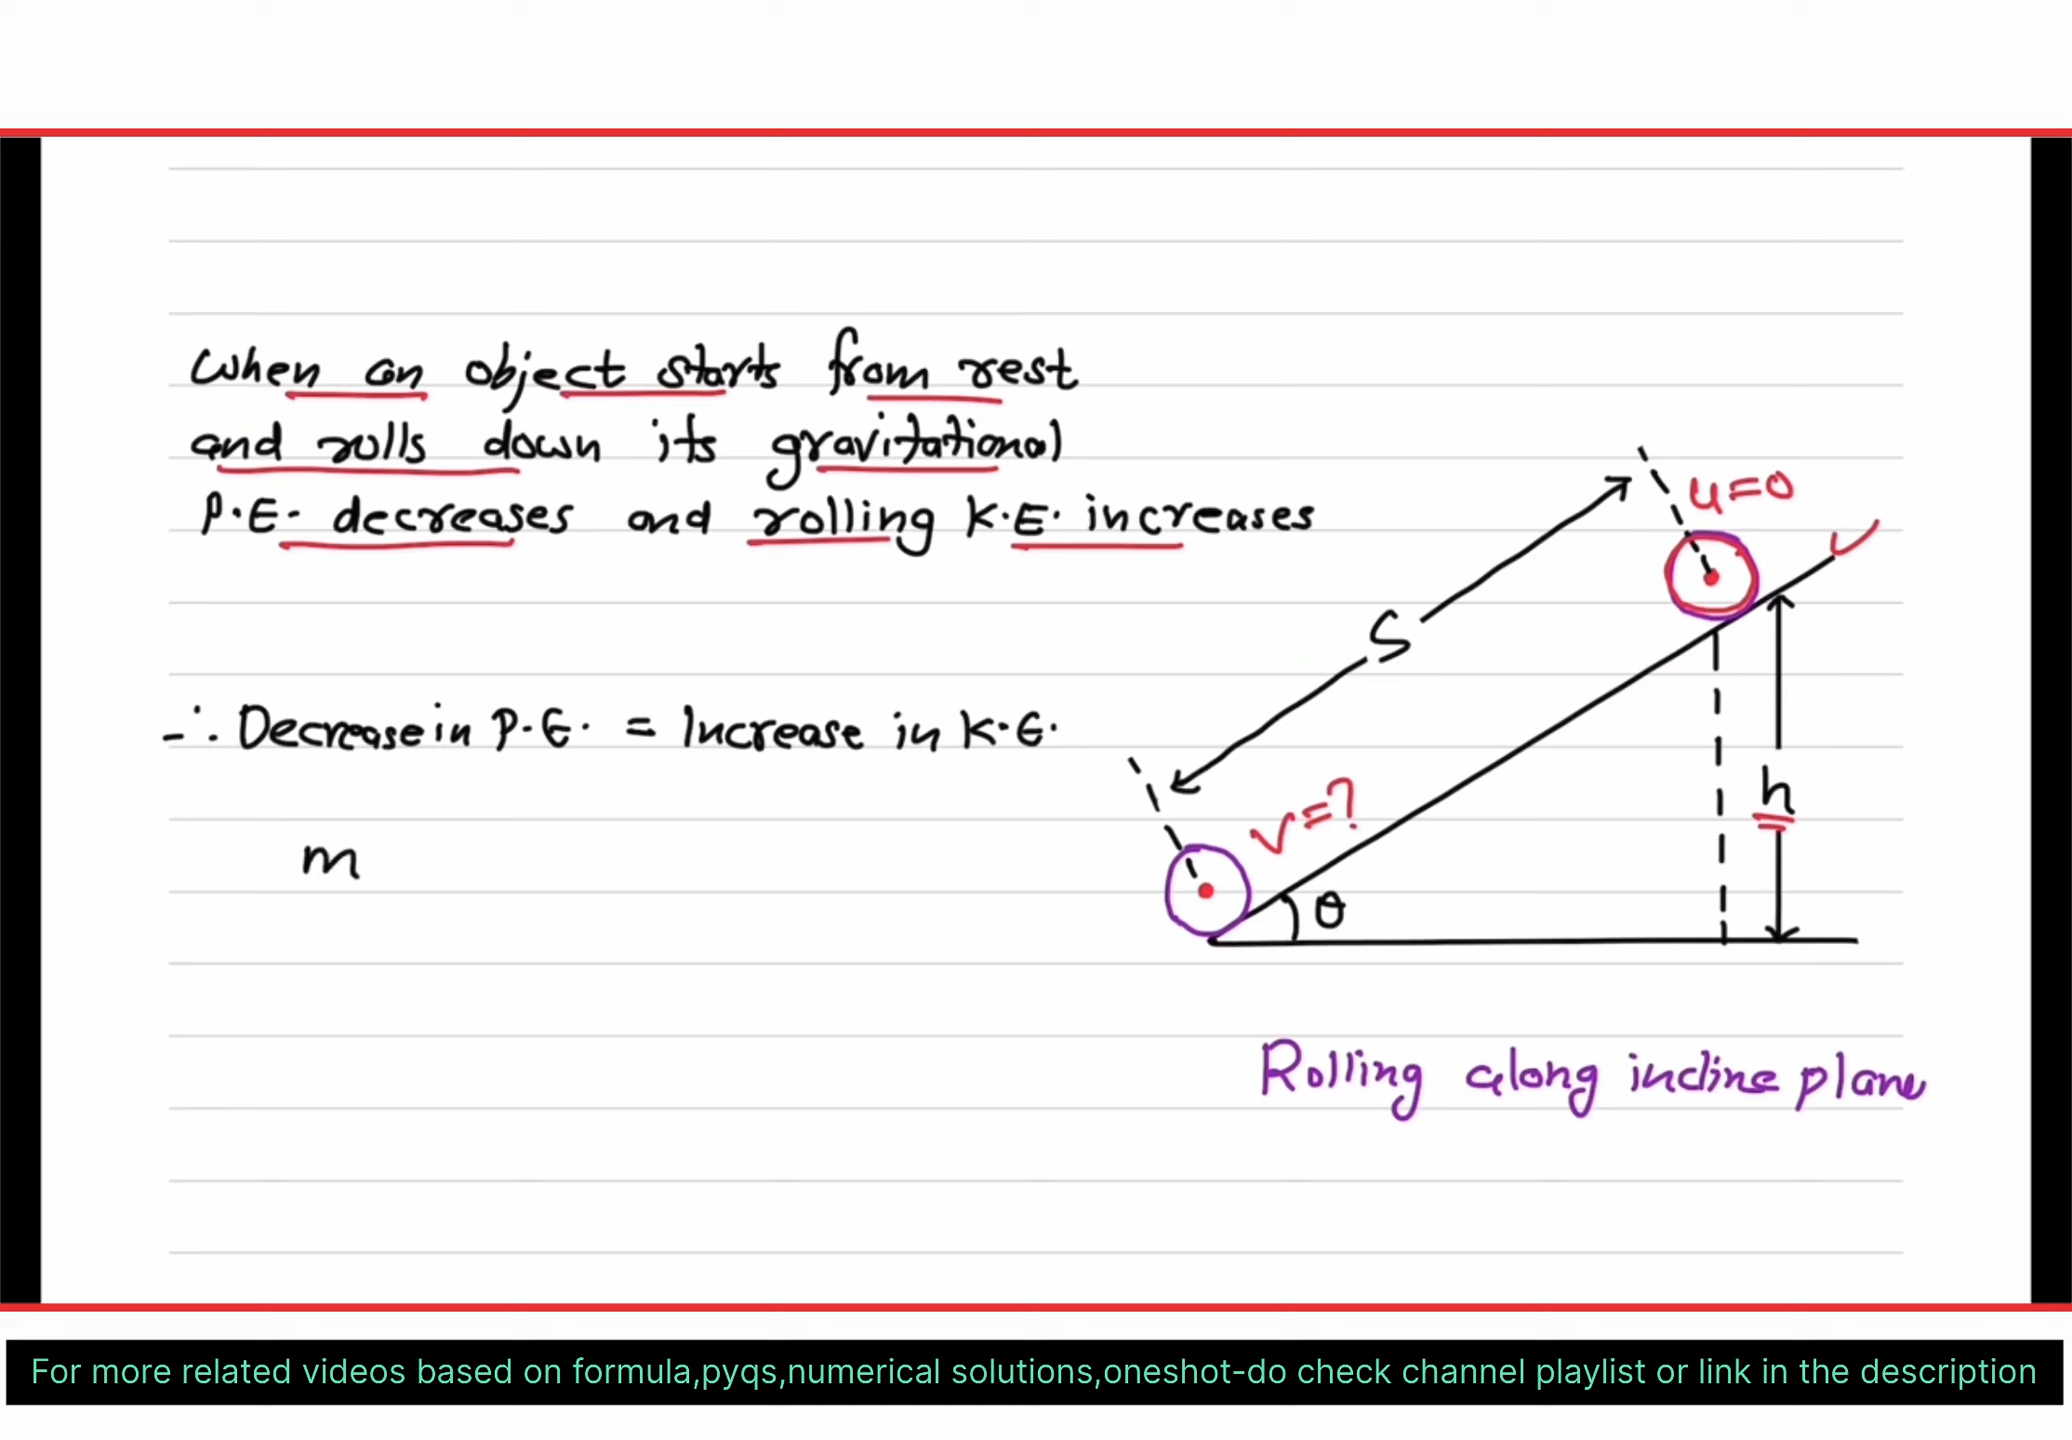 When an object starts from rest
and rolls down its gravitational
P.E. decreases and rolling K.E. increases
u=0
S
∴ Decrease in P.E. = Increase in K.E.
h
v=?
m
θ
Rolling along incline plane
For more related videos based on formula,pyqs,numerical solutions,oneshot-do check channel playlist or link in the description